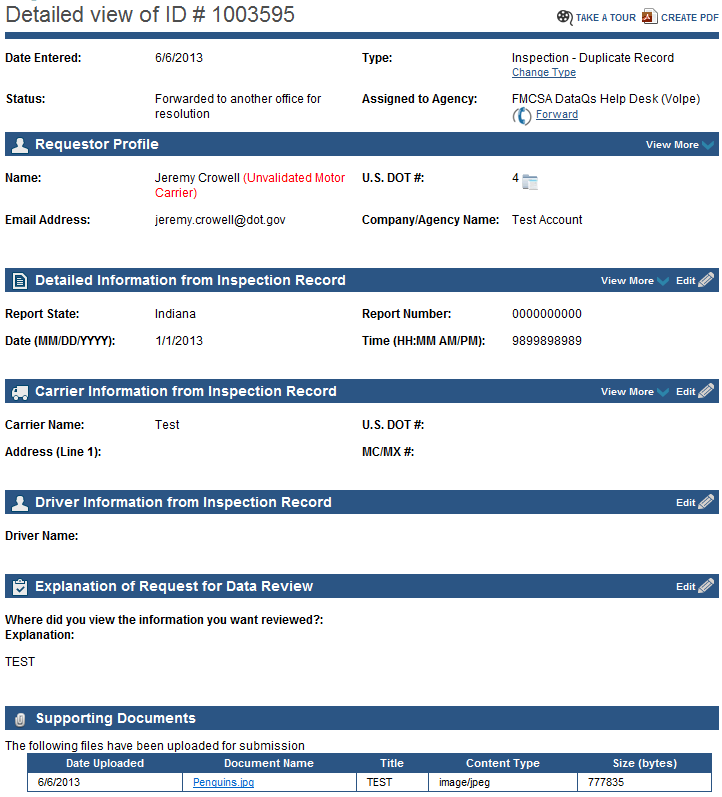 Detailed view of ID # 1003595
TAKE A TOUR CREATE PDF
Date Entered: 6/6/2013 Type: Inspection - Duplicate Record
Change Type
Status: Forwarded to another office for Assigned to Agency: FMCSA DataQs Help Desk (Volpe)
resolution Forward
Requestor Profile View More
Name: Jeremy Crowell (Unvalidated Motor U.S. DOT #: 4
Carrier)
Email Address: jeremy.crowell@dot.gov Company/Agency Name: Test Account
Detailed Information from Inspection Record View More Edit
Report State: Indiana Report Number: 0000000000
Date (MM/DD/YYYY): 1/1/2013 Time (HH:MM AM/PM): 9899898989
Carrier Information from Inspection Record View More Edit
Carrier Name: Test U.S. DOT #:
Address (Line 1): MC/MX #:
Driver Information from Inspection Record Edit
Driver Name:
Explanation of Request for Data Review Edit
Where did you view the information you want reviewed?:
Explanation:
TEST
Supporting Documents
The following files have been uploaded for submission
Date Uploaded Document Name Title Content Type Size (bytes)
6/6/2013 Penguins.jpg TEST image/jpeg 777835